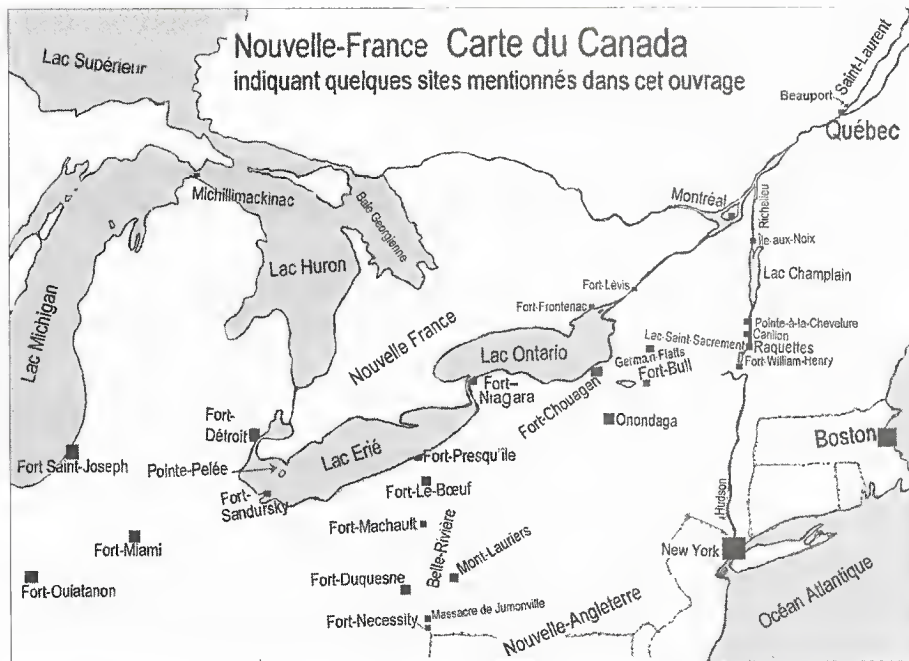 Nouvelle-France Carte du Canada
indiquant quelques sites mentionnés dans cet ouvrage
Lac Supérieur
Saint-Laurent
Beauport
Québec
Michillimackinac
Baie Georgienne
Montréal
Richelieu
Île-aux-Noix
Lac Huron
Lac Champlain
Lac Michigan
Fort-Lévis
Fort-Frontenac
Nouvelle France
Pointe-à-la-Chevelure
Carillon
Lac-Saint-Sacrement
Raquettes
Lac Ontario
German-Flatts
Fort-William-Henry
Fort-Bull
Fort-
Niagara
Fort-Chouagen
Onondaga
Fort-
Détroit
Boston
Lac Erié
Fort Saint-Joseph
Pointe-Pelée
Fort-Presqu'ile
Fort-Le-Bœuf
Fort-
Sandursky
Hudson
Fort-Machault
Fort-Miami
Belle-Rivière
New York
Mont-Lauriers
Fort-Ouiatanon
Fort-Duquesne
Océan Atlantique
Massacre de Jumonville
Fort-Necessity
Nouvelle-Angleterre